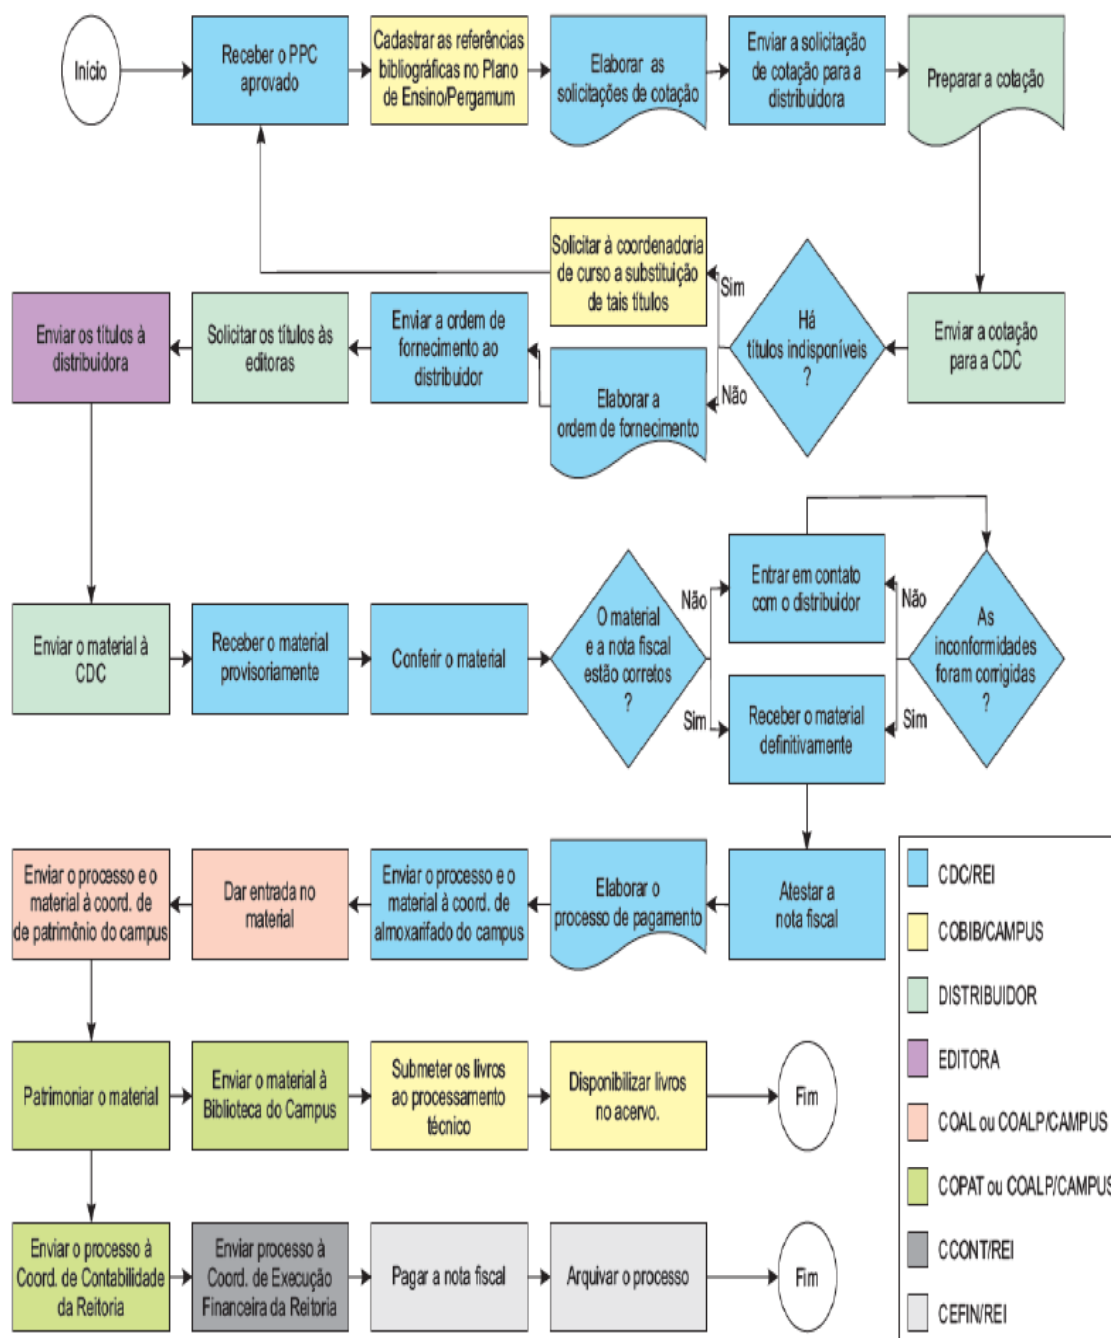 Início
Receber o PPC
aprovado
Cadastrar as referências
bibliográficas no Plano
de Ensino/Pergamum
Elaborar as
solicitações de cotação
Enviar a solicitação
de cotação para a
distribuidora
Preparar a cotação
Solicitar à coordenadoria
de curso a substituição
de tais títulos
Sim
Há
títulos indisponíveis
?
Não
Enviar a cotação
para a CDC
Enviar os títulos à
distribuidora
Solicitar os títulos às
editoras
Enviar a ordem de
fornecimento ao
distribuidor
Elaborar a
ordem de fornecimento
Enviar o material à
CDC
Receber o material
provisoriamente
Conferir o material
O material
e a nota fiscal
estão corretos
?
Não
Sim
Entrar em contato
com o distribuidor
Receber o material
definitivamente
Não
Sim
As
inconformidades
foram corrigidas
?
Enviar o processo e o
material à coord. de
de patrimônio do campus
Dar entrada no
material
Enviar o processo e o
material à coord. de
almoxarifado do campus
Elaborar o
processo de pagamento
Atestar a
nota fiscal
Patrimoniar o material
Enviar o material à
Biblioteca do Campus
Submeter os livros
ao processamento
técnico
Disponibilizar livros
no acervo.
Fim
Enviar o processo à
Coord. de Contabilidade
da Reitoria
Enviar processo à
Coord. de Execução
Financeira da Reitoria
Pagar a nota fiscal
Arquivar o processo
Fim
CDC/REI
COBIB/CAMPUS
DISTRIBUIDOR
EDITORA
COAL ou COALP/CAMPUS
COPAT ou COALP/CAMPUS
CCONT/REI
CEFIN/REI